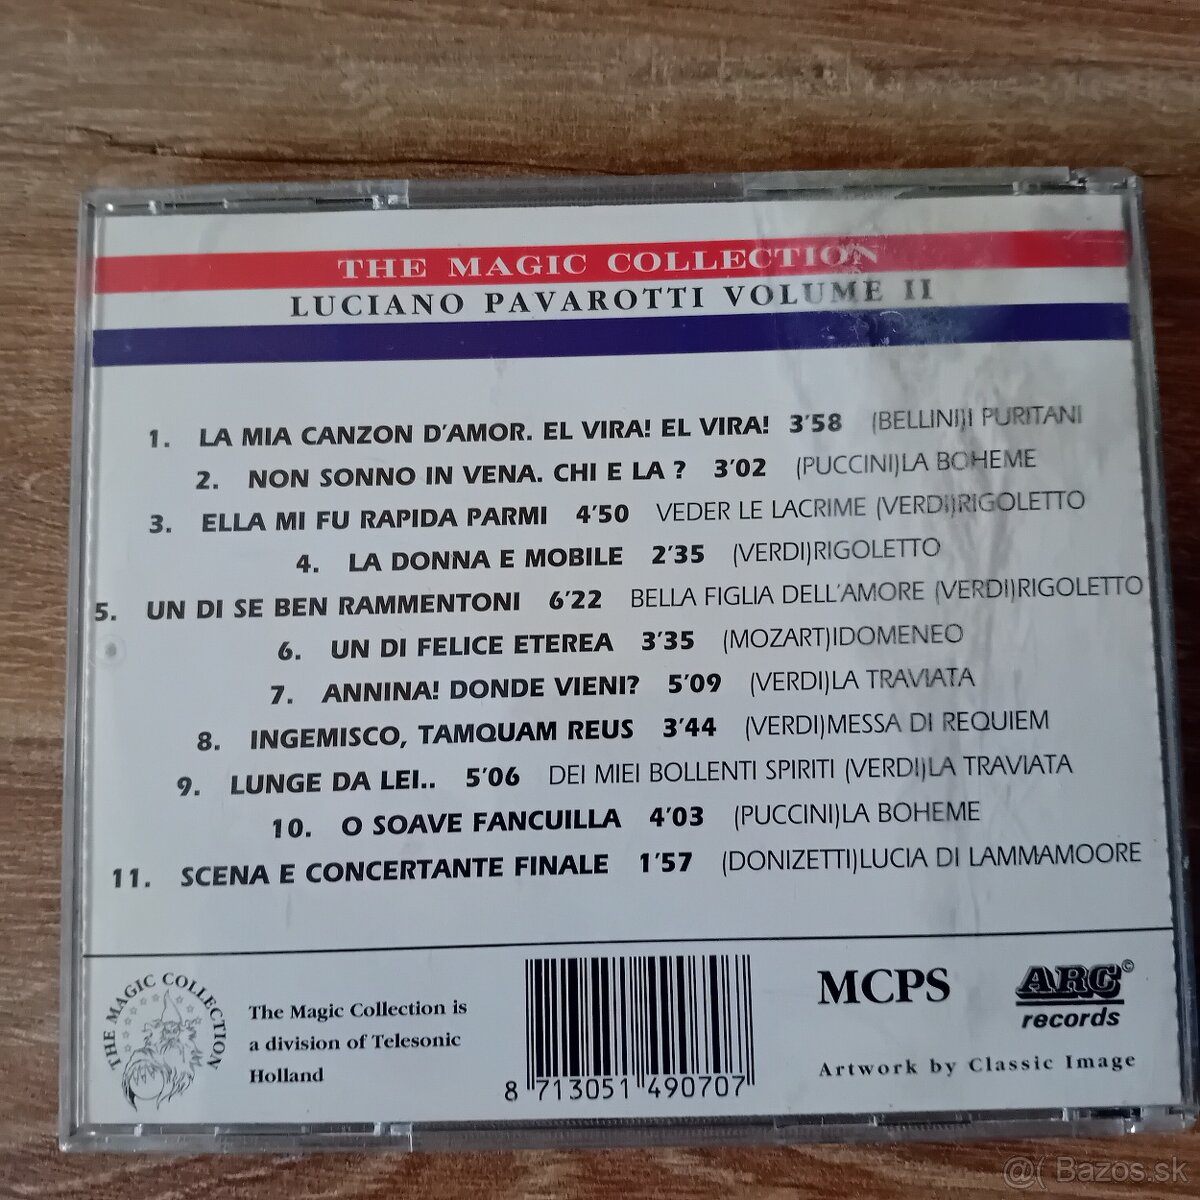 THE MAGIC COLLECTION
LUCIANO PAVAROTTI VOLUME II
1. LA MIA CANZON D'AMOR. EL VIRA! EL VIRA! 3'58 (BELLINI)I PURITANI
2. NON SONNO IN VENA. CHI E LA ? 3'02 (PUCCINI)LA BOHEME
3. ELLA MI FU RAPIDA PARMI 4'50 VEDER LE LACRIME (VERDI)RIGOLETTO
4. LA DONNA E MOBILE 2'35 (VERDI)RIGOLETTO
5. UN DI SE BEN RAMMENTONI 6'22 BELLA FIGLIA DELL'AMORE (VERDI)RIGOLETTO
6. UN DI FELICE ETEREA 3'35 (MOZART)IDOMENEO
7. ANNINA! DONDE VIENI? 5'09 (VERDI)LA TRAVIATA
8. INGEMISCO, TAMQUAM REUS 3'44 (VERDI)MESSA DI REQUIEM
9. LUNGE DA LEI.. 5'06 DEI MIEI BOLLENTI SPIRITI (VERDI)LA TRAVIATA
10. O SOAVE FANCUILLA 4'03 (PUCCINI)LA BOHEME
11. SCENA E CONCERTANTE FINALE 1'57 (DONIZETTI)LUCIA DI LAMMAMOORE
THE MAGIC COLLECTION
The Magic Collection is
a division of Telesonic
Holland
8 713051 490707
MCPS
ARC©
records
Artwork by Classic Image
@( Bazos.sk